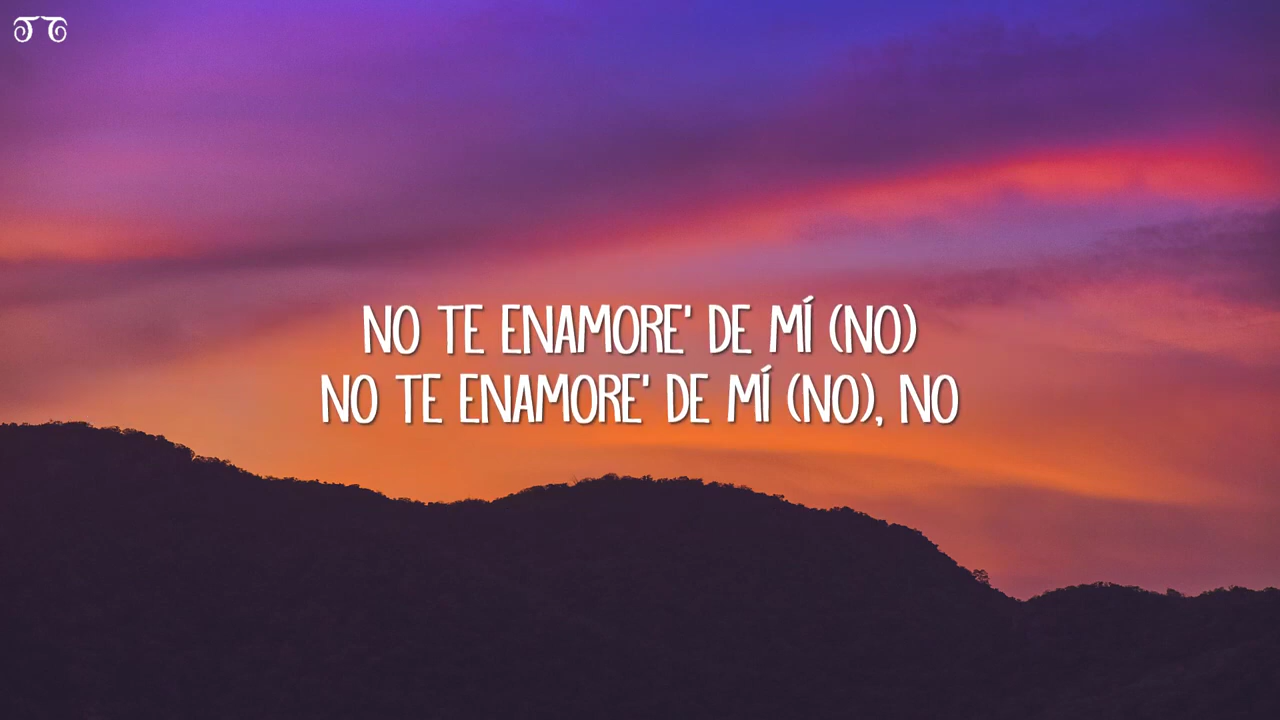 NO TE ENAMORE' DE MÍ (NO)
NO TE ENAMORE' DE MÍ (NO), NO